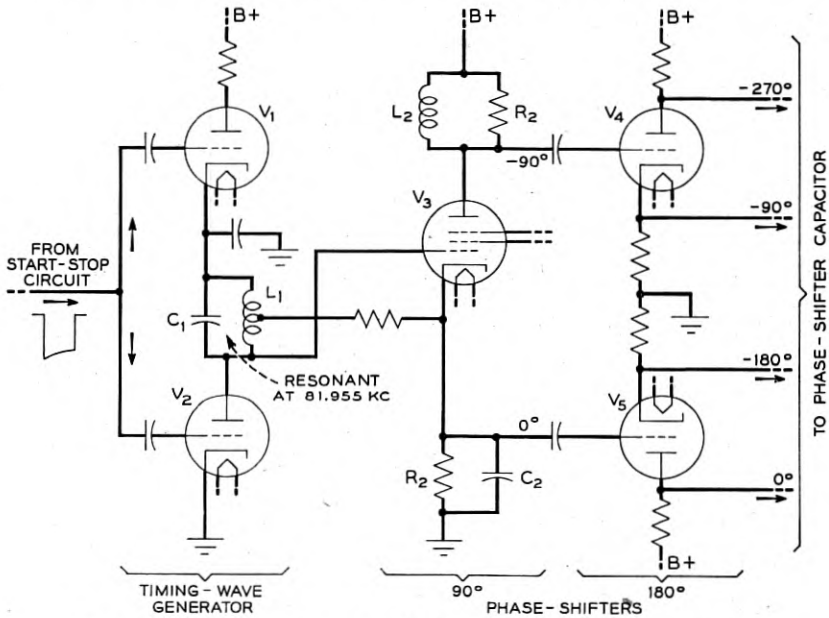 B+
B+
B+
V1
L2
R2
V4
-270°
-90°
V3
-90°
FROM
START-STOP
CIRCUIT
L1
C1
RESONANT
AT 81.955 KC
-180°
V2
V5
0°
0°
R2
C2
B+
TO PHASE-SHIFTER CAPACITOR
TIMING-WAVE
GENERATOR
90°
180°
PHASE-SHIFTERS